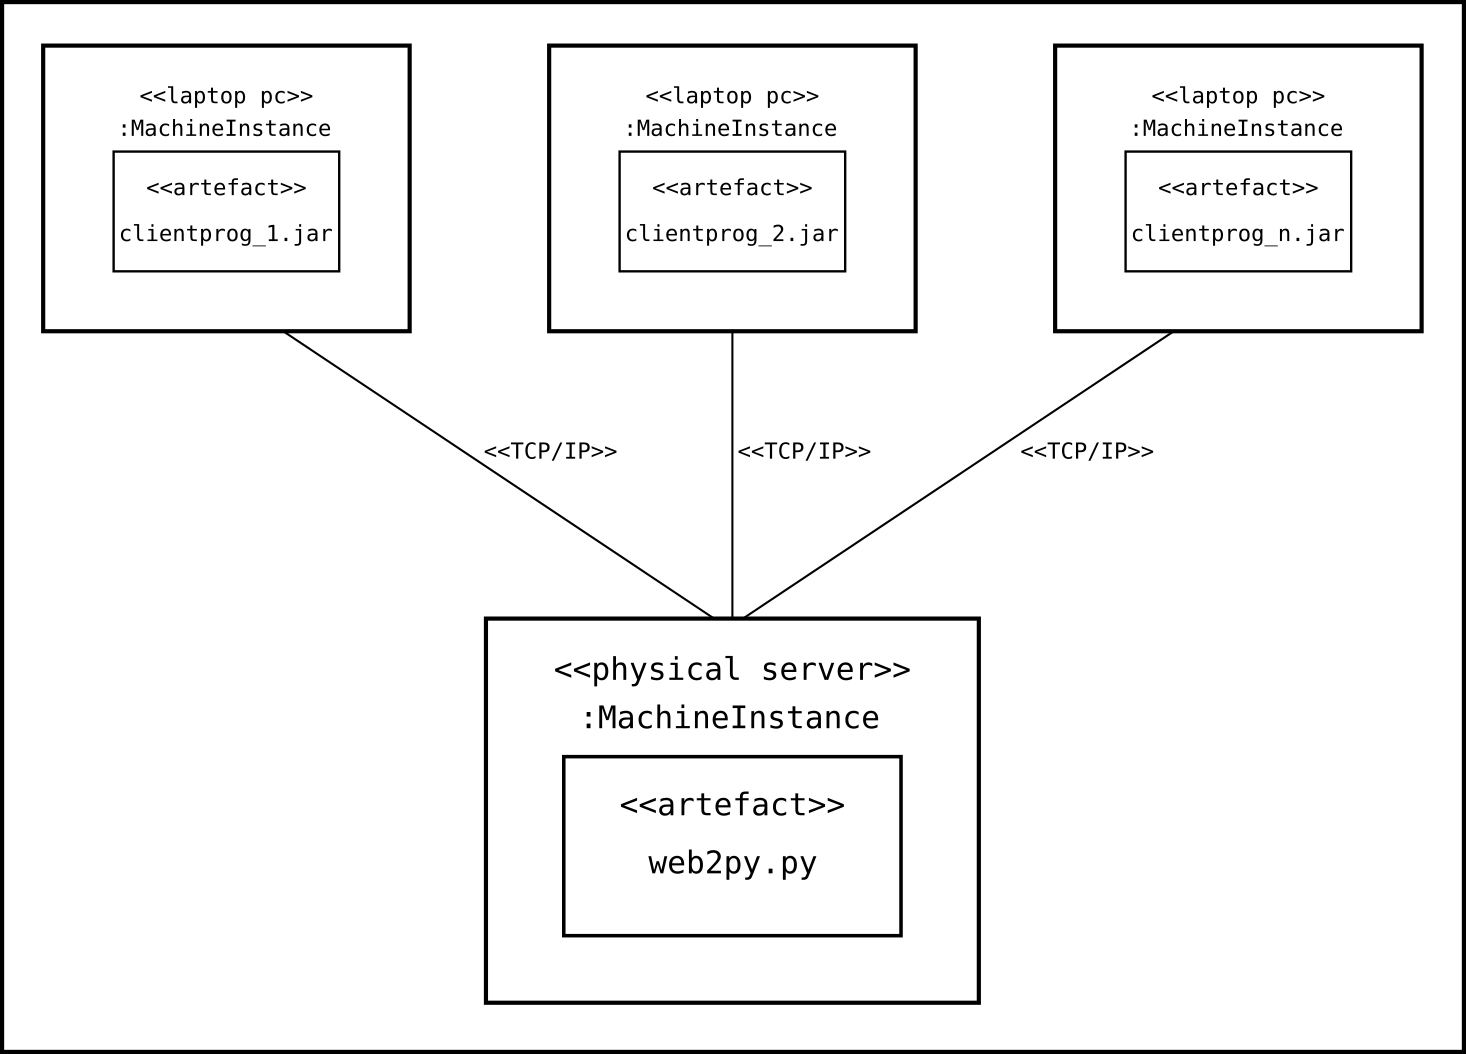 <<laptop pc>>
:MachineInstance
<<artefact>>
clientprog_1.jar
<<laptop pc>>
:MachineInstance
<<artefact>>
clientprog_2.jar
<<laptop pc>>
:MachineInstance
<<artefact>>
clientprog_n.jar
<<TCP/IP>>
<<TCP/IP>>
<<TCP/IP>>
<<physical server>>
:MachineInstance
<<artefact>>
web2py.py